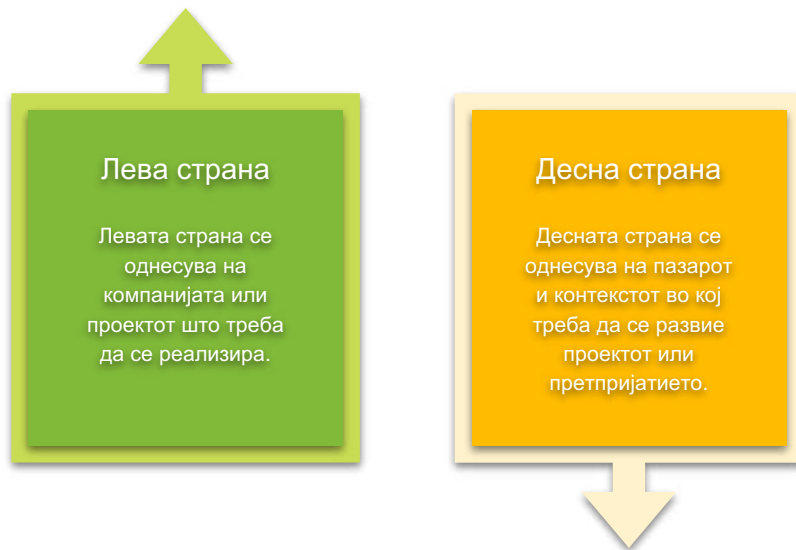 Лева страна
Левата страна се
однесува на
компанијата или
проектот што треба
да се реализира.
Десна страна
Десната страна се
однесува на пазарот
и контекстот во кој
треба да се развие
проектот или
претпријатието.